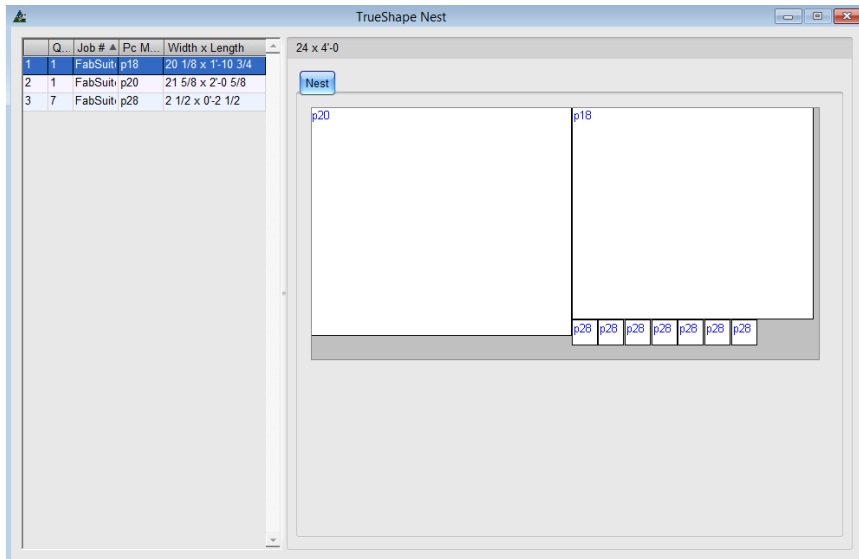 TrueShape Nest
Q... Job # Pc M... Width x Length
1 1 FabSuit p18 20 1/8 x 1'-10 3/4
2 1 FabSuit p20 21 5/8 x 2'-0 5/8
3 7 FabSuit p28 2 1/2 x 0'-2 1/2
24 x 4'-0
Nest
p20 p18
p28 p28 p28 p28 p28 p28 p28